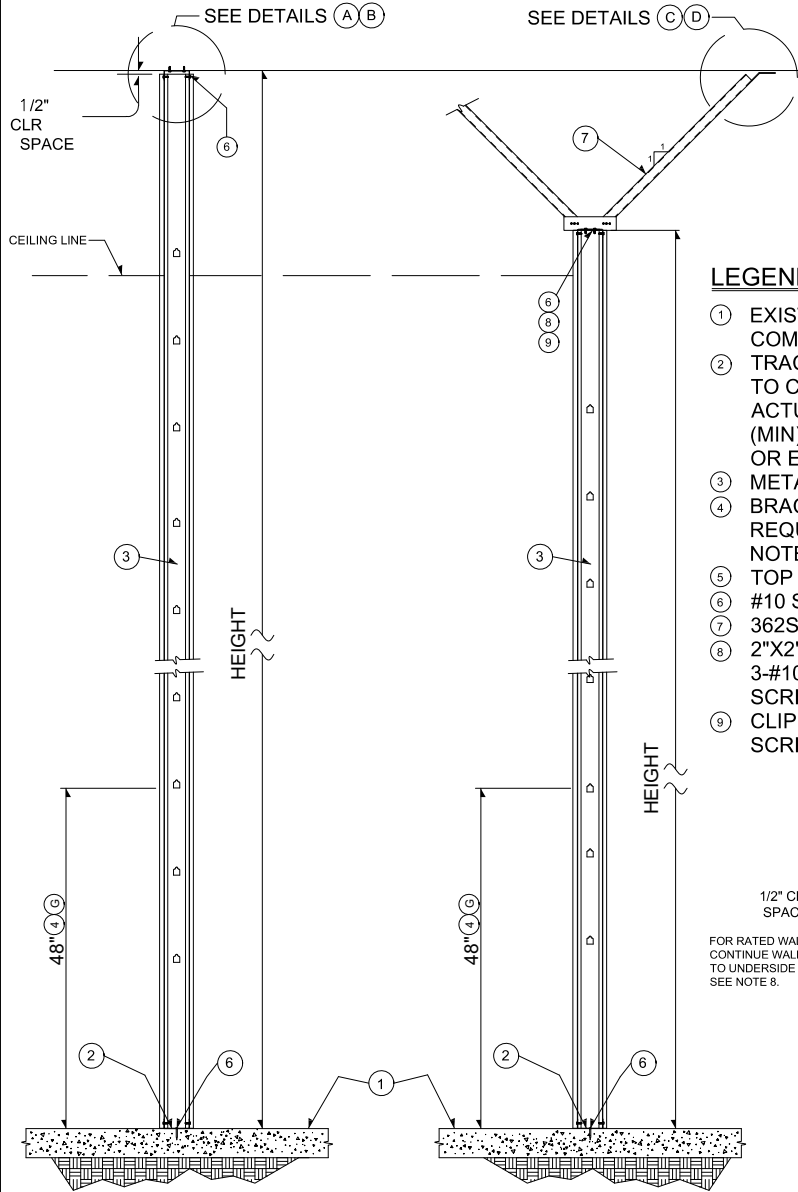 SEE DETAILS A B
SEE DETAILS C D
1/2"
CLR
SPACE
6
7
1
1
CEILING LINE
6
8
9
3
3
HEIGHT
HEIGHT
48" 4 G
48" 4 G
2
6
2
6
1
LEGEN
1 EXIS
COM
2 TRAC
TO C
ACTU
(MIN)
OR E
3 META
4 BRAC
REQU
NOTE
5 TOP
6 #10 S
7 362S
8 2"X2"
3-#10
SCRE
9 CLIP
SCRE
1/2" CL
SPAC
FOR RATED WAL
CONTINUE WALL
TO UNDERSIDE
SEE NOTE 8.